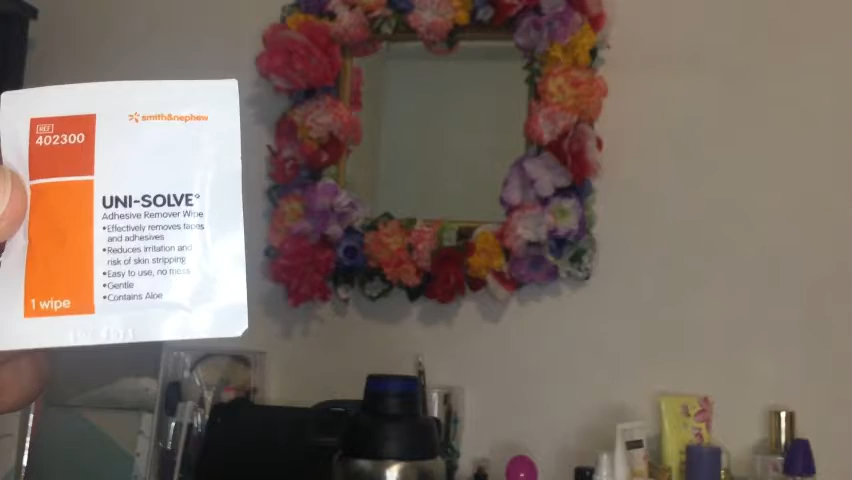 REF
402300
smith&nephew
UNI-SOLVE°
Adhesive Remover Wipe
•Effectively removes tapes
and adhesives
•Reduces irritation and
risk of skin stripping
•Easy to use, no mess
•Gentle
•Contains Aloe
1 wipe